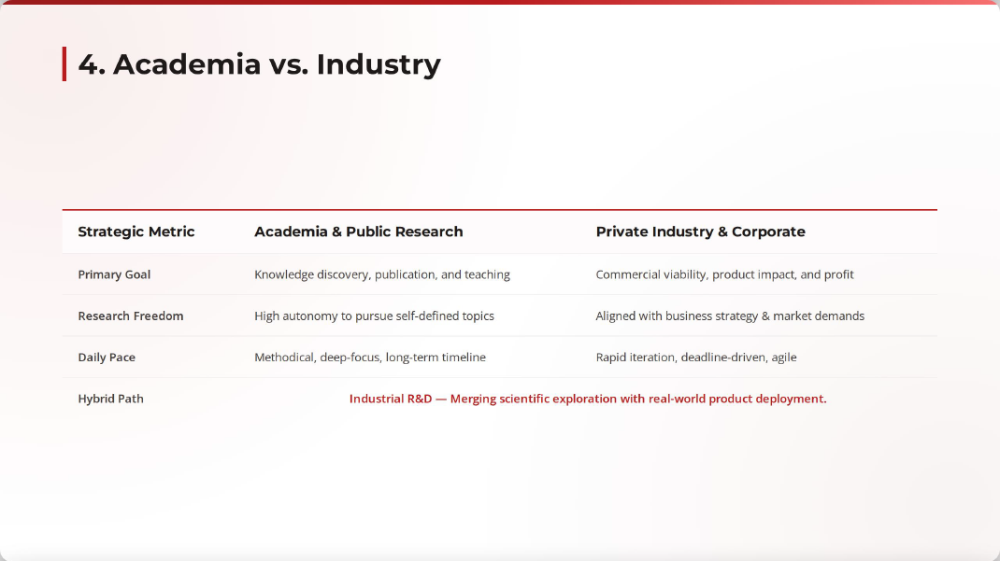 4. Academia vs. Industry
Strategic Metric Academia & Public Research Private Industry & Corporate
Primary Goal Knowledge discovery, publication, and teaching Commercial viability, product impact, and profit
Research Freedom High autonomy to pursue self-defined topics Aligned with business strategy & market demands
Daily Pace Methodical, deep-focus, long-term timeline Rapid iteration, deadline-driven, agile
Hybrid Path Industrial R&D — Merging scientific exploration with real-world product deployment.